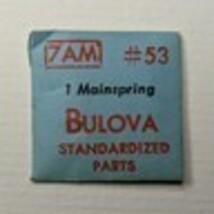 7AM #53
1 Mainspring
BULOVA
STANDARDIZED
PARTS